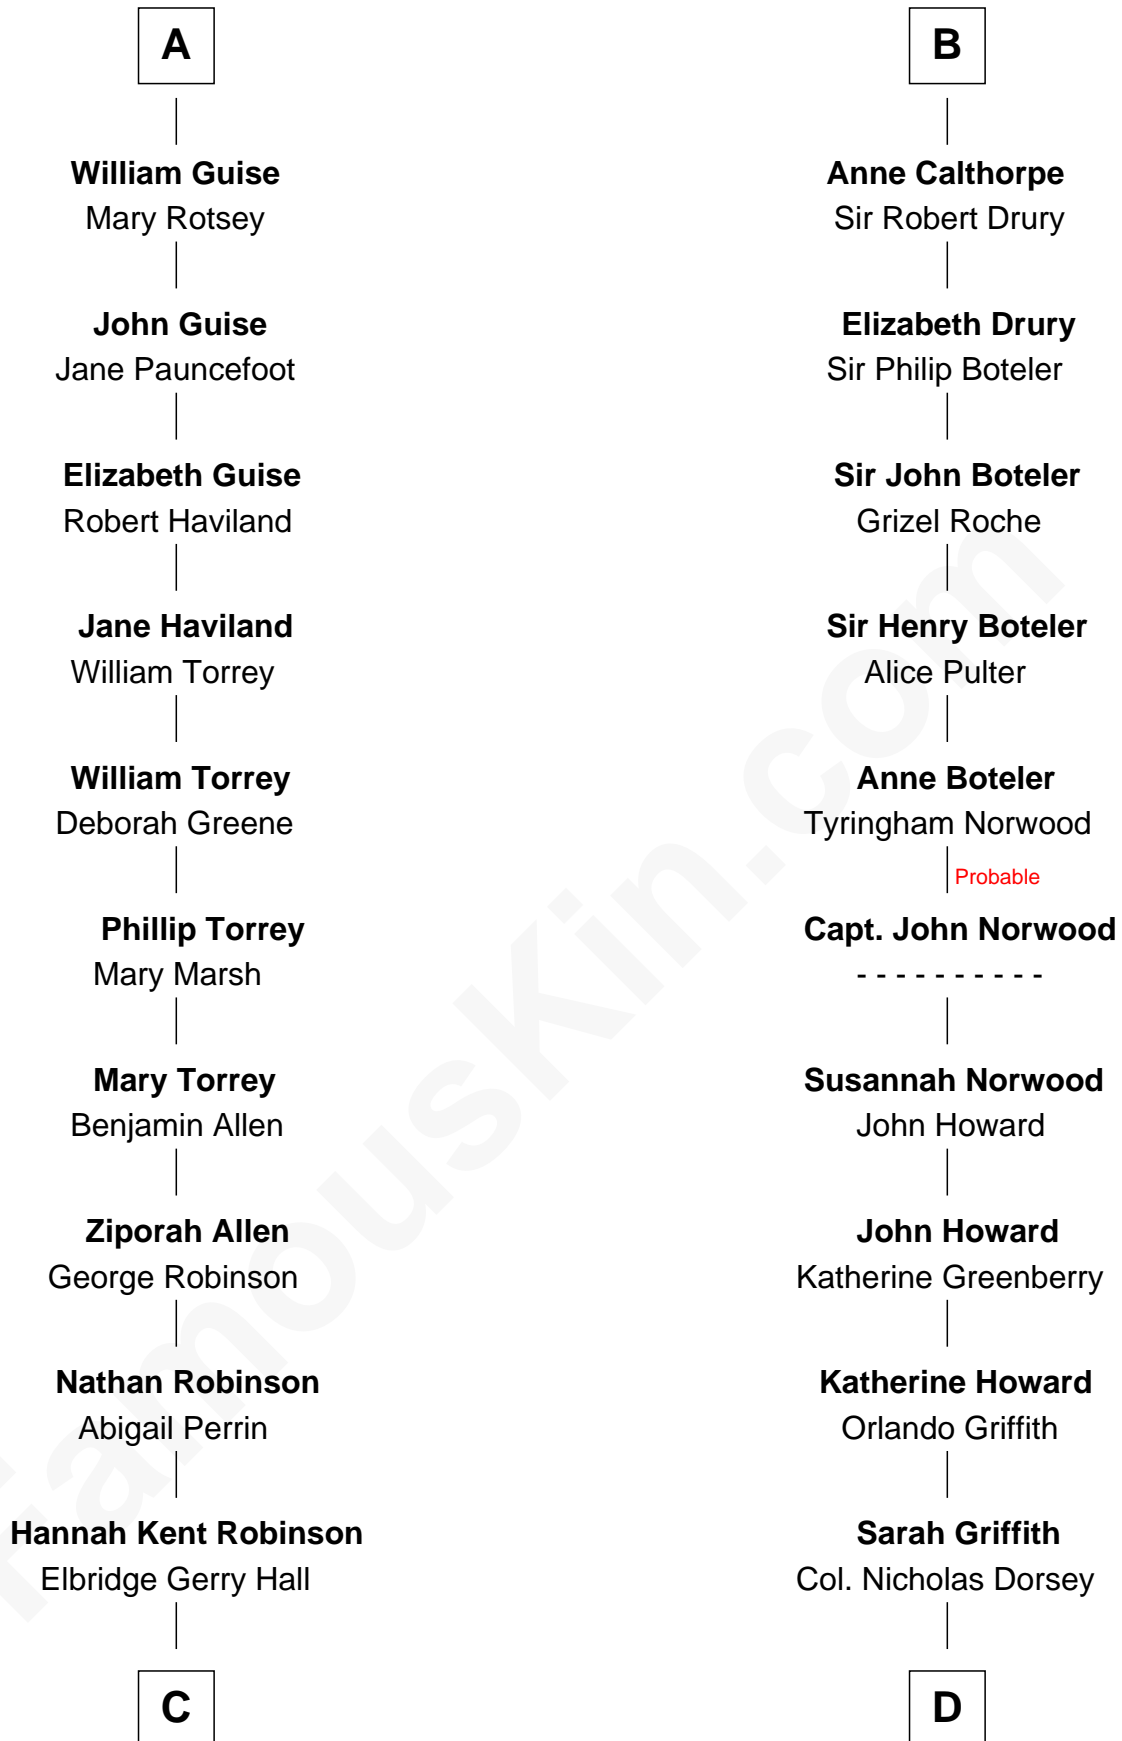 A
William Guise
Mary Rotsey
John Guise
Jane Pauncefoot
Elizabeth Guise
Robert Haviland
Jane Haviland
William Torrey
William Torrey
Deborah Greene
Phillip Torrey
Mary Marsh
Mary Torrey
Benjamin Allen
Ziporah Allen
George Robinson
Nathan Robinson
Abigail Perrin
Hannah Kent Robinson
Elbridge Gerry Hall
C
B
Anne Calthorpe
Sir Robert Drury
Elizabeth Drury
Sir Philip Boteler
Sir John Boteler
Grizel Roche
Sir Henry Boteler
Alice Pulter
Anne Boteler
Tyringham Norwood
Probable
Capt. John Norwood
- - - - - - - - - -
Susannah Norwood
John Howard
John Howard
Katherine Greenberry
Katherine Howard
Orlando Griffith
Sarah Griffith
Col. Nicholas Dorsey
D
famouskin.com